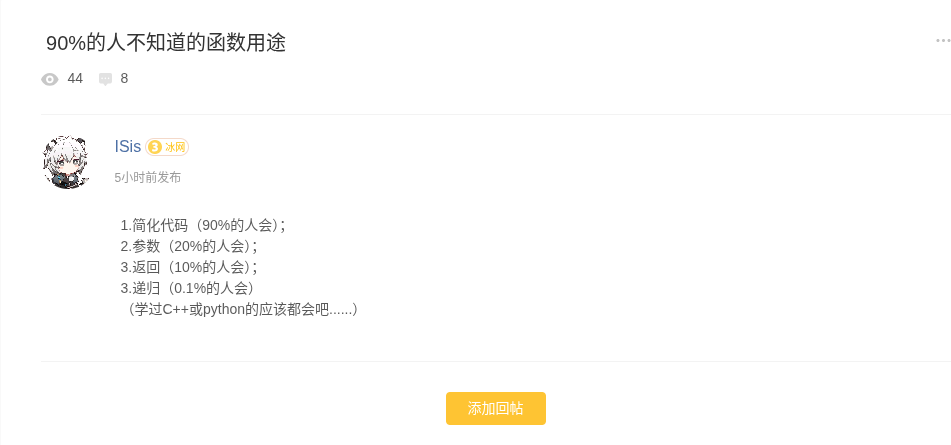 90%的人不知道的函数用途
44 8
ISis 3 冰网
5小时前发布
1.简化代码（90%的人会）;
2.参数（20%的人会）;
3.返回（10%的人会）;
3.递归（0.1%的人会）
（学过C++或python的应该都会吧......）
添加回帖